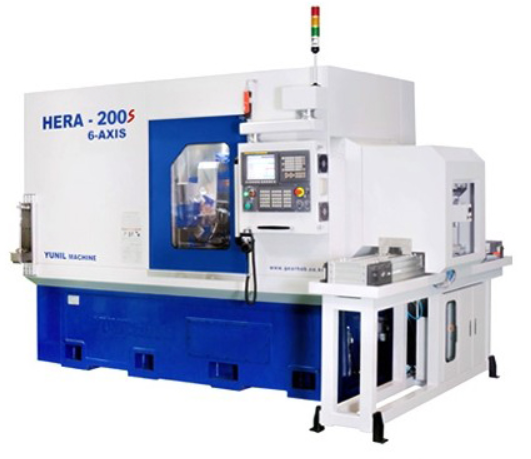 HERA - 200S
6-AXIS
YUNIL MACHINE